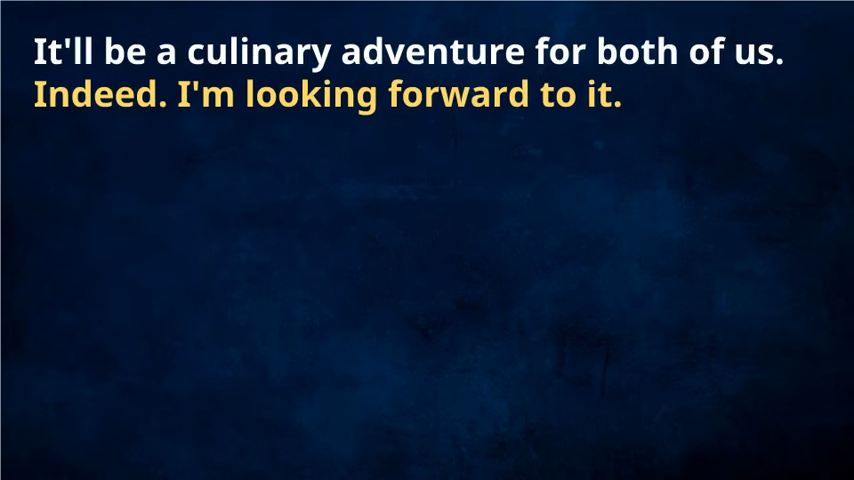 It'll be a culinary adventure for both of us.
Indeed. I'm looking forward to it.